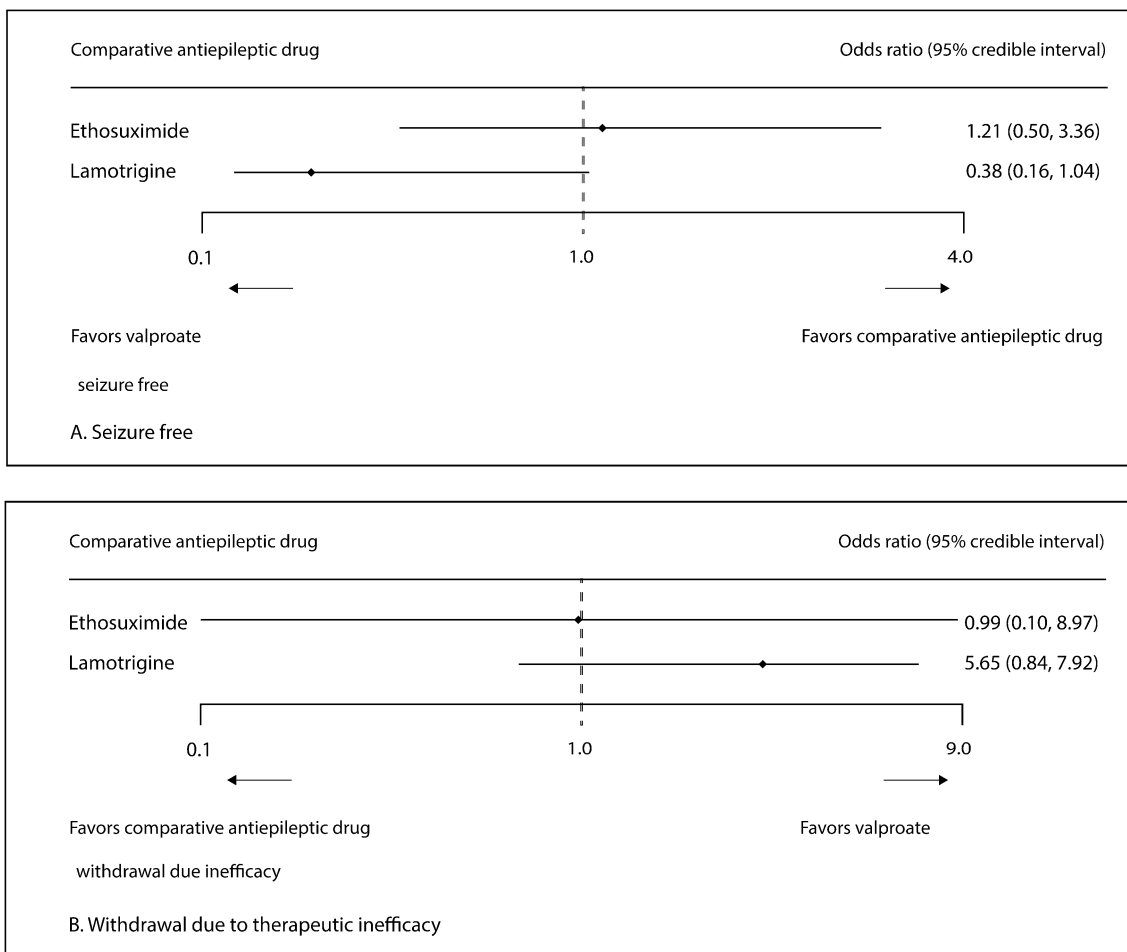 Comparative antiepileptic drug Odds ratio (95% credible interval)
Ethosuximide 1.21 (0.50, 3.36)
Lamotrigine 0.38 (0.16, 1.04)
0.1 1.0 4.0
Favors valproate Favors comparative antiepileptic drug
seizure free
A. Seizure free
Comparative antiepileptic drug Odds ratio (95% credible interval)
Ethosuximide 0.99 (0.10, 8.97)
Lamotrigine 5.65 (0.84, 7.92)
0.1 1.0 9.0
Favors comparative antiepileptic drug Favors valproate
withdrawal due inefficacy
B. Withdrawal due to therapeutic inefficacy